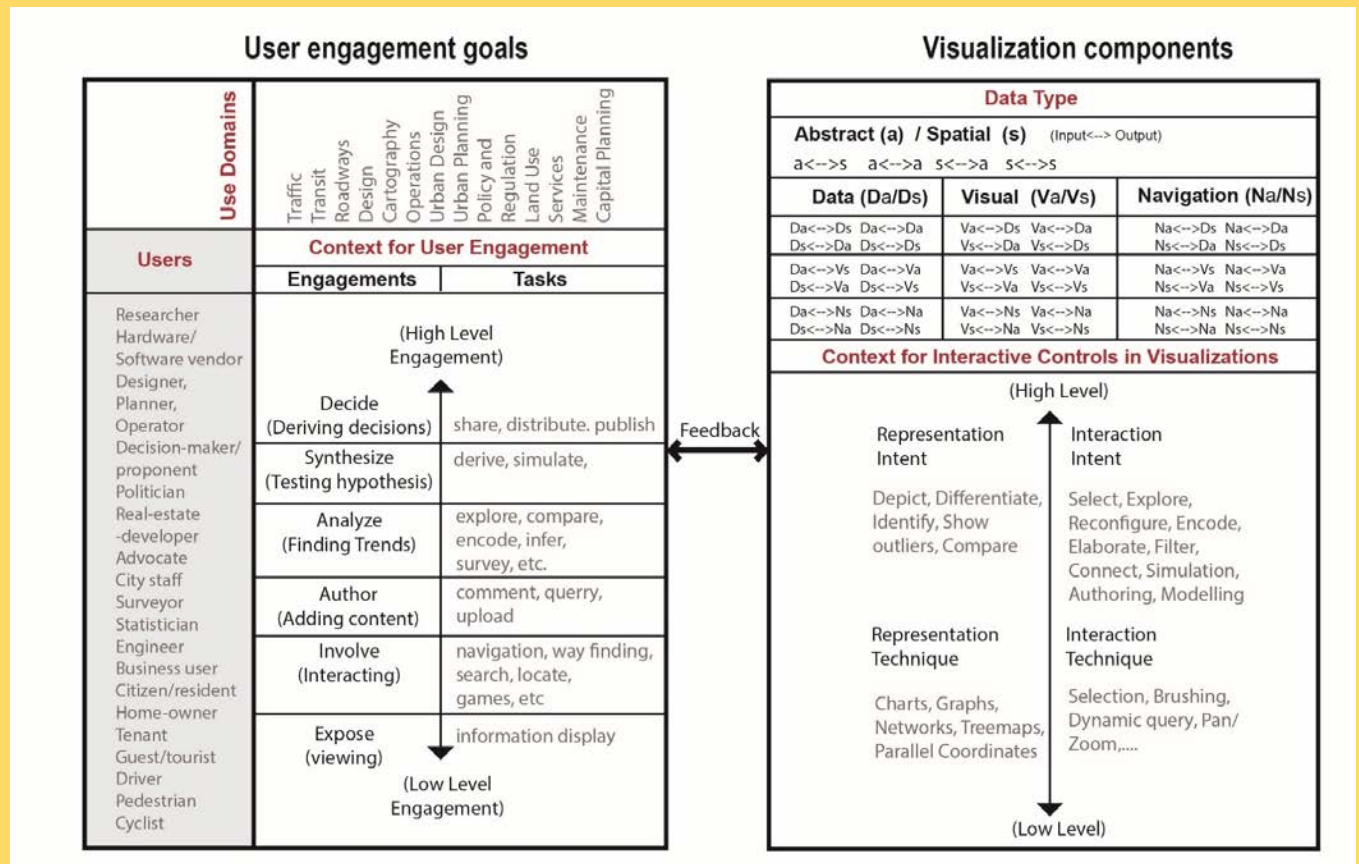 User engagement goals
Use Domains
Traffic
Transit
Roadways
Design
Cartography
Operations
Urban Design
Urban Planning
Policy and
Regulation
Land Use
Services
Maintenance
Capital Planning
Users
Context for User Engagement
Engagements
Tasks
Researcher
Hardware/
Software vendor
Designer,
Planner,
Operator
Decision-maker/
proponent
Politician
Real-estate
-developer
Advocate
City staff
Surveyor
Statistician
Engineer
Business user
Citizen/resident
Home-owner
Tenant
Guest/tourist
Driver
Pedestrian
Cyclist
(High Level
Engagement)
Decide
(Deriving decisions)
share, distribute. publish
Synthesize
(Testing hypothesis)
derive, simulate,
Analyze
(Finding Trends)
explore, compare,
encode, infer,
survey, etc.
Author
(Adding content)
comment, querry,
upload
Involve
(Interacting)
navigation, way finding,
search, locate,
games, etc
Expose
(viewing)
information display
(Low Level
Engagement)
Feedback
Visualization components
Data Type
Abstract (a) / Spatial (s) (Input<--> Output)
a<-->s a<-->a s<-->a s<-->s
Data (Da/Ds)
Visual (Va/Vs)
Navigation (Na/Ns)
Da<-->Ds Da<-->Da
Ds<-->Da Ds<-->Ds
Va<-->Ds Va<-->Da
Vs<-->Da Vs<-->Ds
Na<-->Ds Na<-->Da
Ns<-->Da Ns<-->Ds
Da<-->Vs Da<-->Va
Ds<-->Va Ds<-->Vs
Va<-->Vs Va<-->Va
Vs<-->Va Vs<-->Vs
Na<-->Vs Na<-->Va
Ns<-->Va Ns<-->Vs
Da<-->Ns Da<-->Na
Ds<-->Na Ds<-->Ns
Va<-->Ns Va<-->Na
Vs<-->Na Vs<-->Ns
Na<-->Ns Na<-->Na
Ns<-->Na Ns<-->Ns
Context for Interactive Controls in Visualizations
(High Level)
Representation
Intent
Depict, Differentiate,
Identify, Show
outliers, Compare
Interaction
Intent
Select, Explore,
Reconfigure, Encode,
Elaborate, Filter,
Connect, Simulation,
Authoring, Modelling
Representation
Technique
Charts, Graphs,
Networks, Treemaps,
Parallel Coordinates
Interaction
Technique
Selection, Brushing,
Dynamic query, Pan/
Zoom,....
(Low Level)